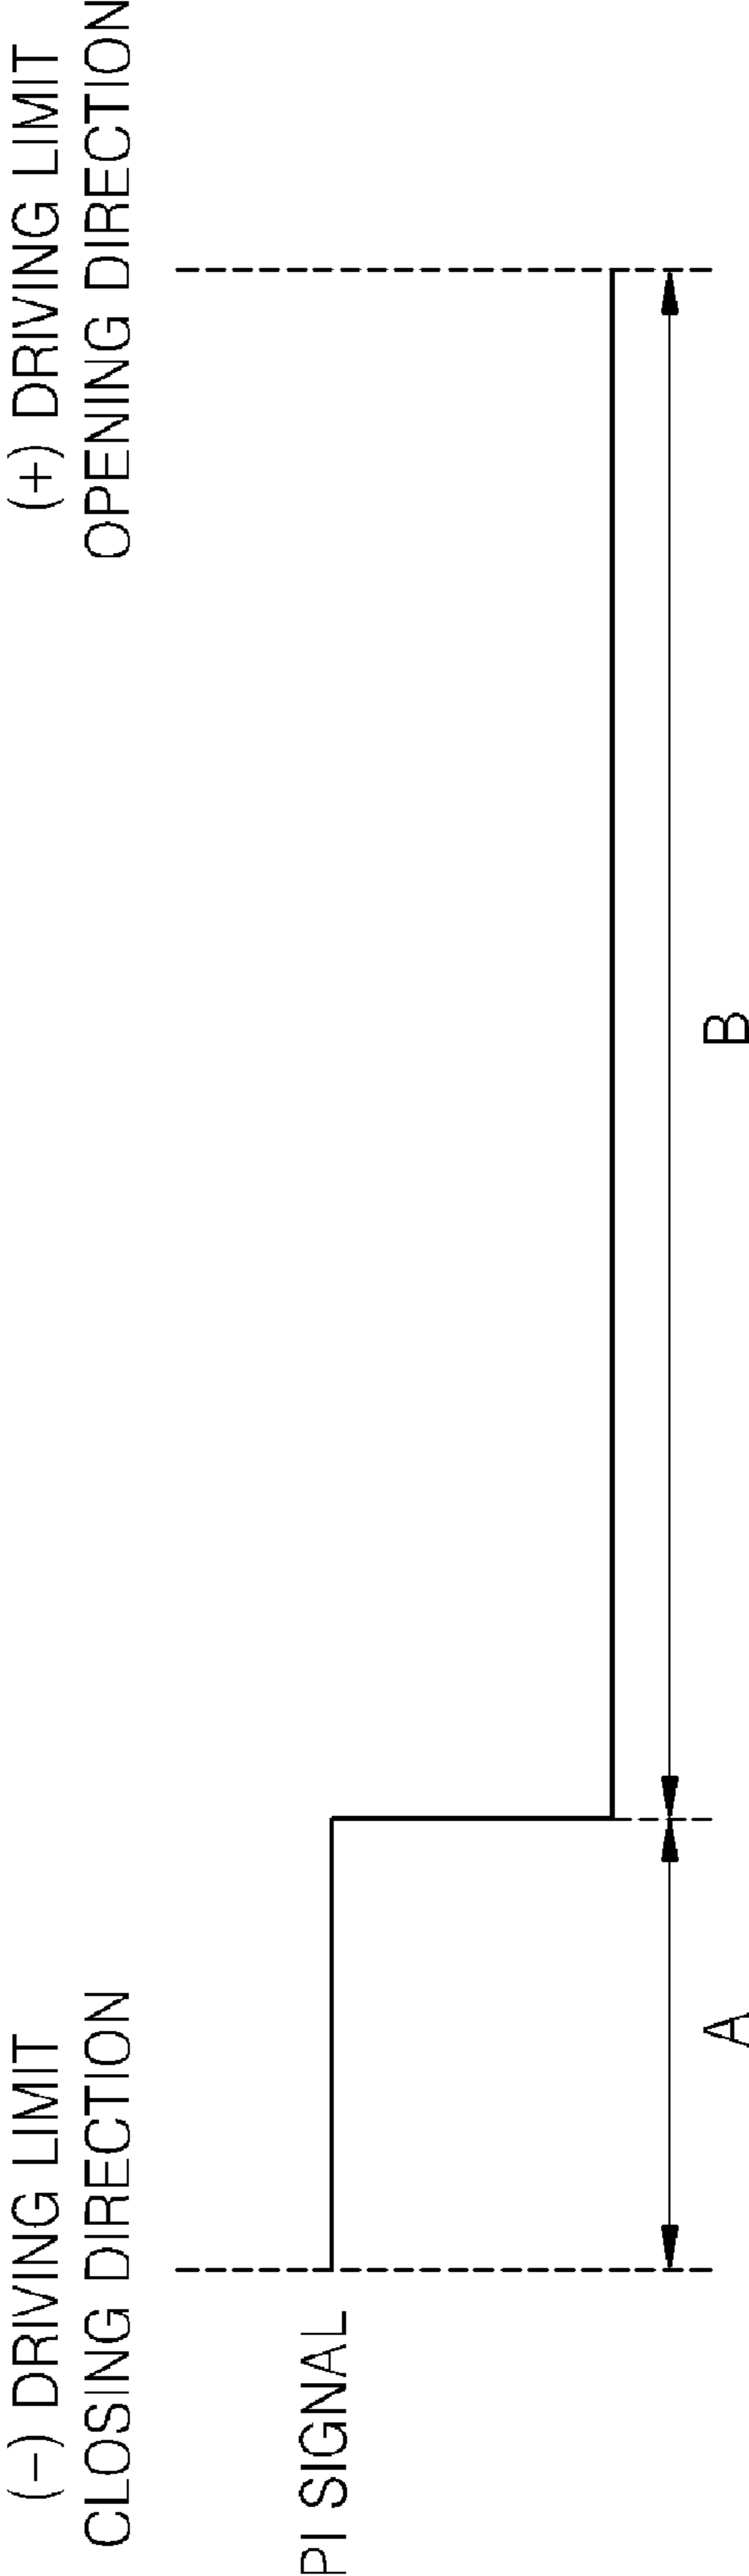 (−) DRIVING LIMIT
CLOSING DIRECTION
(+) DRIVING LIMIT
OPENING DIRECTION
PI SIGNAL
A
B